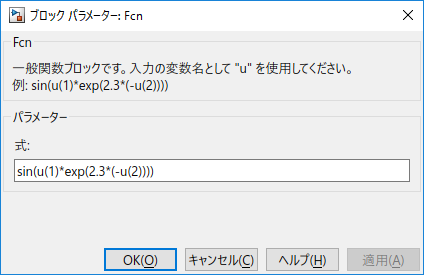 ブロック パラメーター: Fcn
Fcn
一般関数ブロックです。入力の変数名として "u" を使用してください。
例: sin(u(1)*exp(2.3*(-u(2))))
パラメーター
式:
sin(u(1)*exp(2.3*(-u(2))))
OK(O) キャンセル(C) ヘルプ(H) 適用(A)